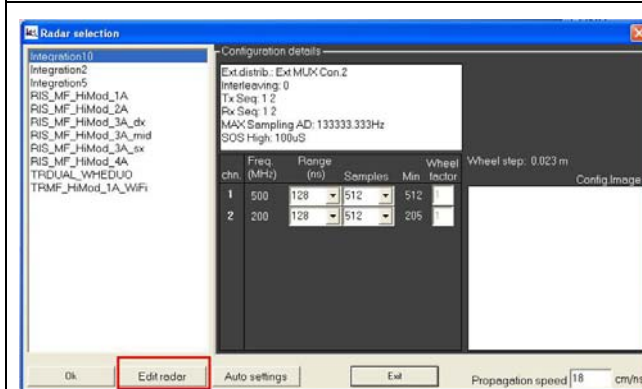 Radar selection
Integration10
Integration2
Integration5
RIS_MF_HiMod_1A
RIS_MF_HiMod_2A
RIS_MF_HiMod_3A_dx
RIS_MF_HiMod_3A_mid
RIS_MF_HiMod_3A_sx
RIS_MF_HiMod_4A
TRDUAL_WHEDUO
TRMF_HiMod_1A_WiFi
Configuration details
Ext.distrib.: Ext MUX Con.2
Interleaving: 0
Tx Seq: 1 2
Rx Seq: 1 2
MAX Sampling AD: 133333.333Hz
SOS High: 100uS
chn. Freq. (MHz) Range (ns) Samples Min Wheel factor
1 500 128 512 512 1
2 200 128 512 205 1
Wheel step: 0.023 m
Config.Image
Ok Edit radar Auto settings Exit Propagation speed 18 cm/ns